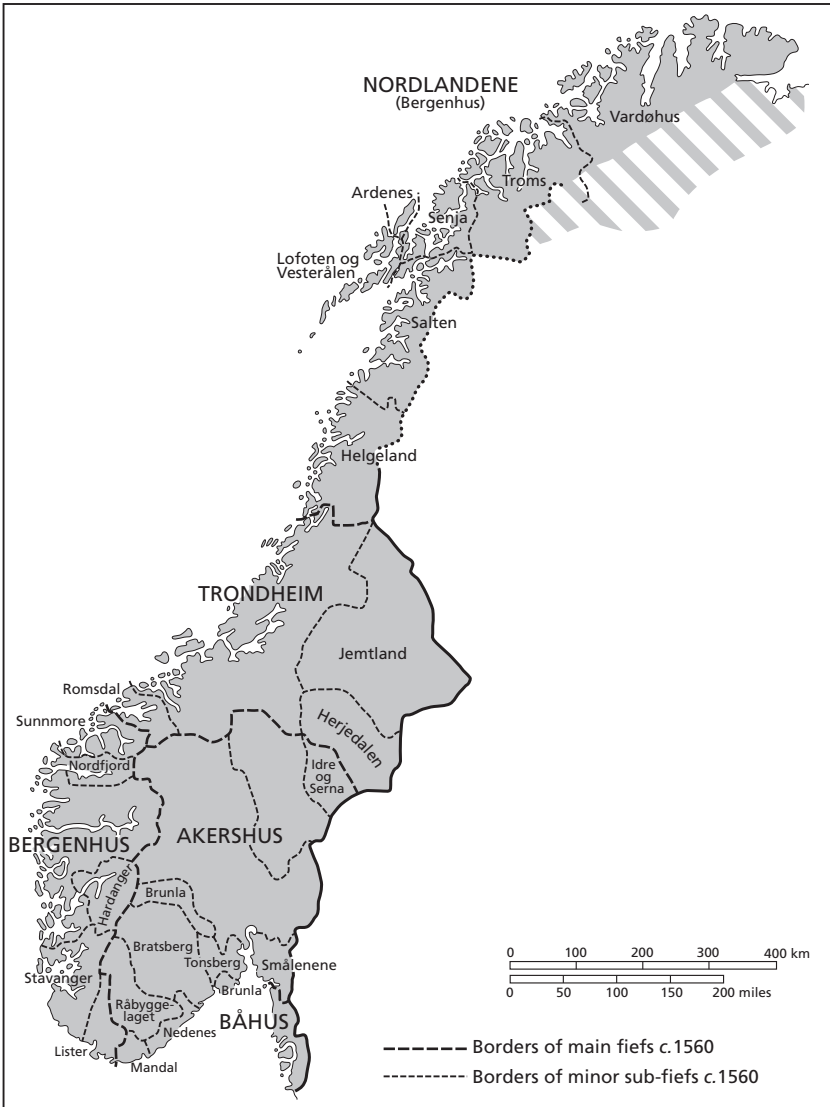 NORDLANDENE
(Bergenhus)
Vardøhus
Troms
Ardenes
Senja
Lofoten og
Vesterålen
Salten
Helgeland
TRONDHEIM
Jemtland
Romsdal
Sunnmore
Herjedalen
Nordfjord
Idre
og
Serna
AKERSHUS
BERGENHUS
Hardanger
Brunla
Bratsberg
Tonsberg
Smålenene
Stavanger
Brunla
Råbygge-
laget
BÅHUS
Nedenes
Lister
Mandal
0 100 200 300 400 km
0 50 100 150 200 miles
Borders of main fiefs c.1560
Borders of minor sub-fiefs c.1560